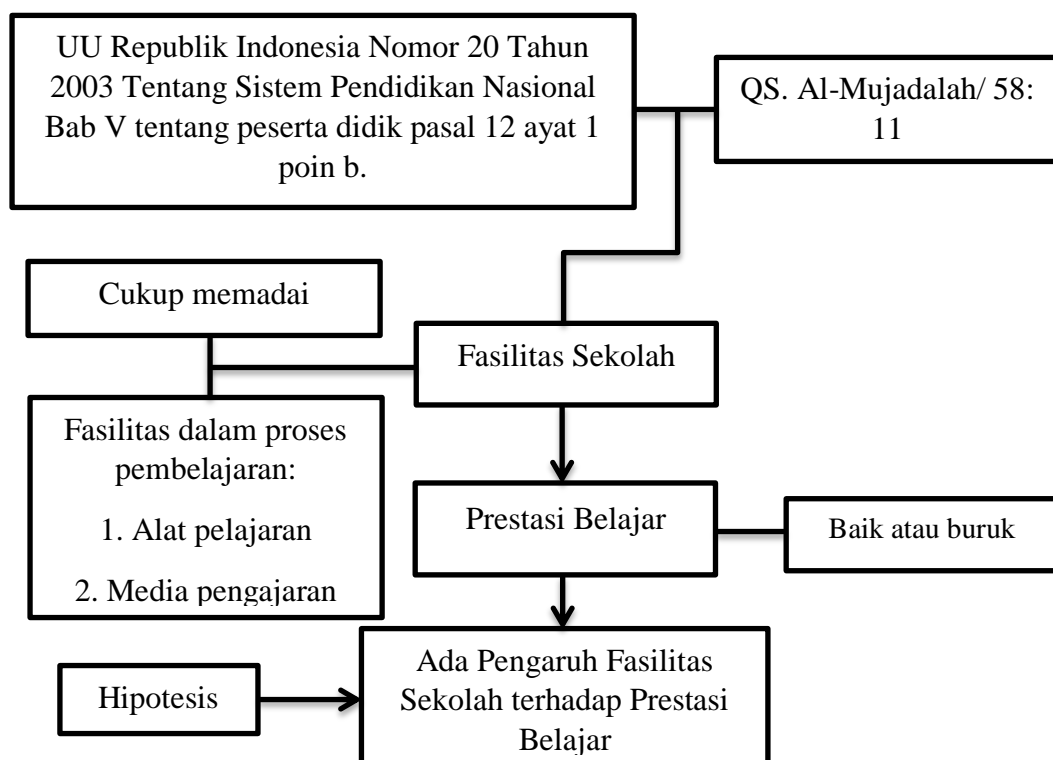 UU Republik Indonesia Nomor 20 Tahun
2003 Tentang Sistem Pendidikan Nasional
Bab V tentang peserta didik pasal 12 ayat 1
poin b.
QS. Al-Mujadalah/ 58:
11
Cukup memadai
Fasilitas Sekolah
Fasilitas dalam proses
pembelajaran:
1. Alat pelajaran
2. Media pengajaran
Prestasi Belajar
Baik atau buruk
Hipotesis
Ada Pengaruh Fasilitas
Sekolah terhadap Prestasi
Belajar